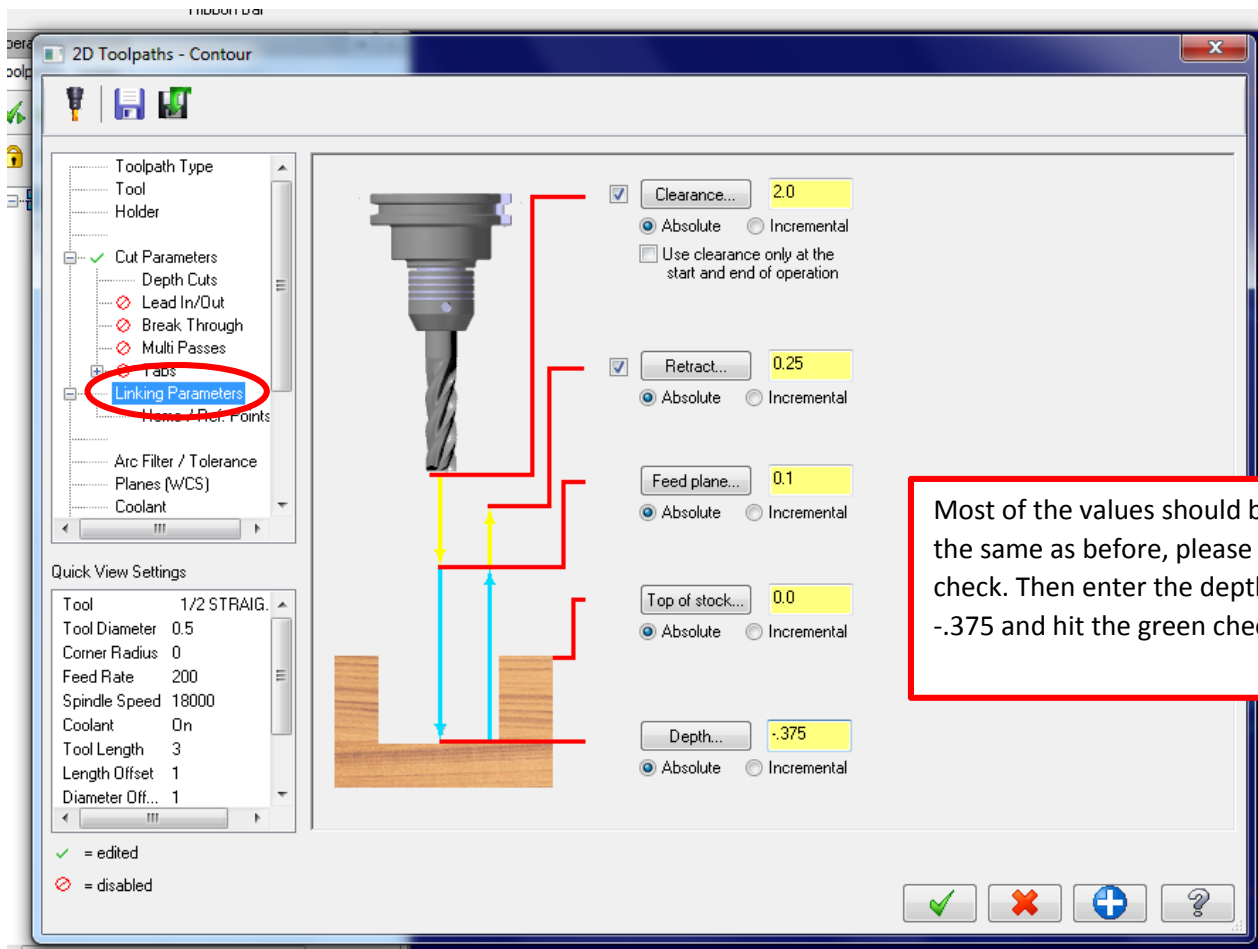 2D Toolpaths - Contour
Toolpath Type
Tool
Holder
Cut Parameters
Depth Cuts
Lead In/Out
Break Through
Multi Passes
Tabs
Linking Parameters
Home / Ref. Points
Arc Filter / Tolerance
Planes (WCS)
Coolant
Quick View Settings
Tool 1/2 STRAIG.
Tool Diameter 0.5
Corner Radius 0
Feed Rate 200
Spindle Speed 18000
Coolant On
Tool Length 3
Length Offset 1
Diameter Off... 1
= edited
= disabled
Clearance... 2.0
Absolute Incremental
Use clearance only at the
start and end of operation
Retract... 0.25
Absolute Incremental
Feed plane... 0.1
Absolute Incremental
Top of stock... 0.0
Absolute Incremental
Depth... -.375
Absolute Incremental
Most of the values should b
the same as before, please
check. Then enter the dept
-.375 and hit the green che